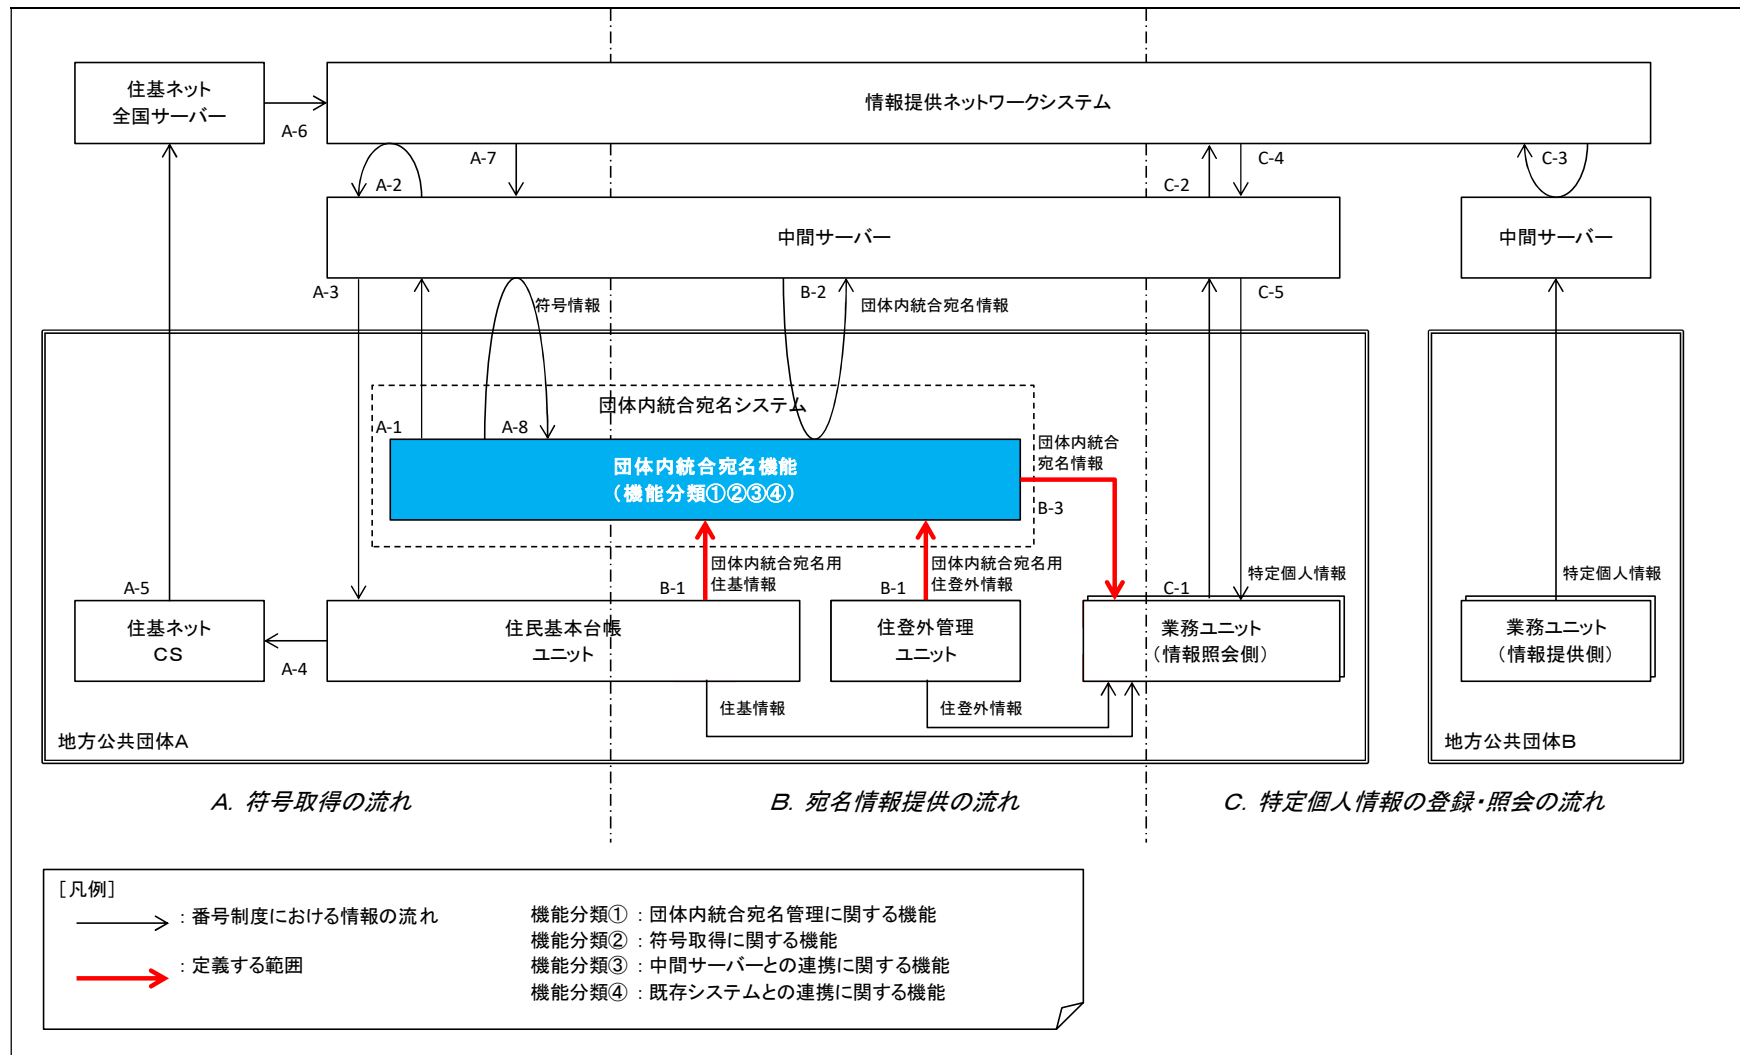 住基ネット
全国サーバー
A-6
情報提供ネットワークシステム
A-7
A-2
C-2
C-4
C-3
中間サーバー
中間サーバー
A-3
符号情報
B-2
団体内統合宛名情報
C-5
団体内統合宛名システム
A-1
A-8
団体内統合宛名機能
(機能分類①②③④)
団体内統合
宛名情報
B-3
団体内統合宛名用
住基情報
B-1
団体内統合宛名用
住登外情報
B-1
C-1
特定個人情報
特定個人情報
A-5
住基ネット
CS
A-4
住民基本台帳
ユニット
住登外管理
ユニット
業務ユニット
(情報照会側)
業務ユニット
(情報提供側)
住基情報
住登外情報
地方公共団体A
地方公共団体B
A. 符号取得の流れ
B. 宛名情報提供の流れ
C. 特定個人情報の登録・照会の流れ
[凡例]
:番号制度における情報の流れ
:定義する範囲
機能分類①:団体内統合宛名管理に関する機能
機能分類②:符号取得に関する機能
機能分類③:中間サーバーとの連携に関する機能
機能分類④:既存システムとの連携に関する機能